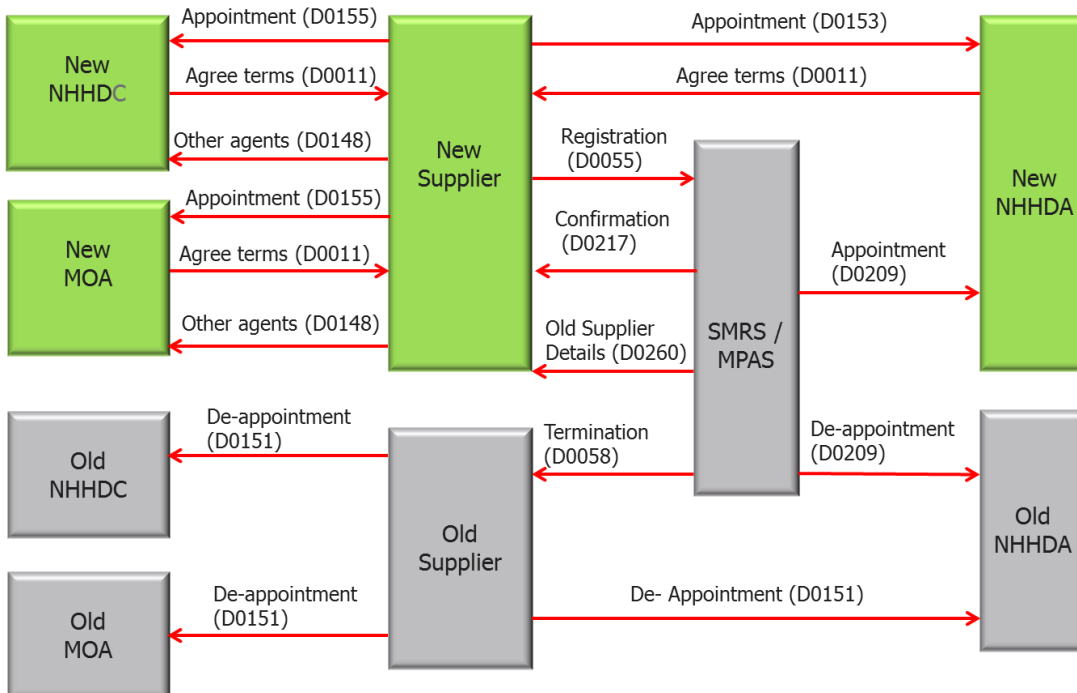 Appointment (D0155)
Appointment (D0153)
New
NHHDC
Agree terms (D0011)
Agree terms (D0011)
Other agents (D0148)
New
Supplier
Registration
(D0055)
New
NHHDA
Appointment (D0155)
New
MOA
Agree terms (D0011)
Confirmation
(D0217)
Appointment
(D0209)
Other agents (D0148)
Old Supplier
Details (D0260)
SMRS /
MPAS
De-appointment
(D0151)
Termination
(D0058)
De-appointment
(D0209)
Old
NHHDC
Old
Supplier
Old
NHHDA
De-appointment
(D0151)
De- Appointment (D0151)
Old
MOA